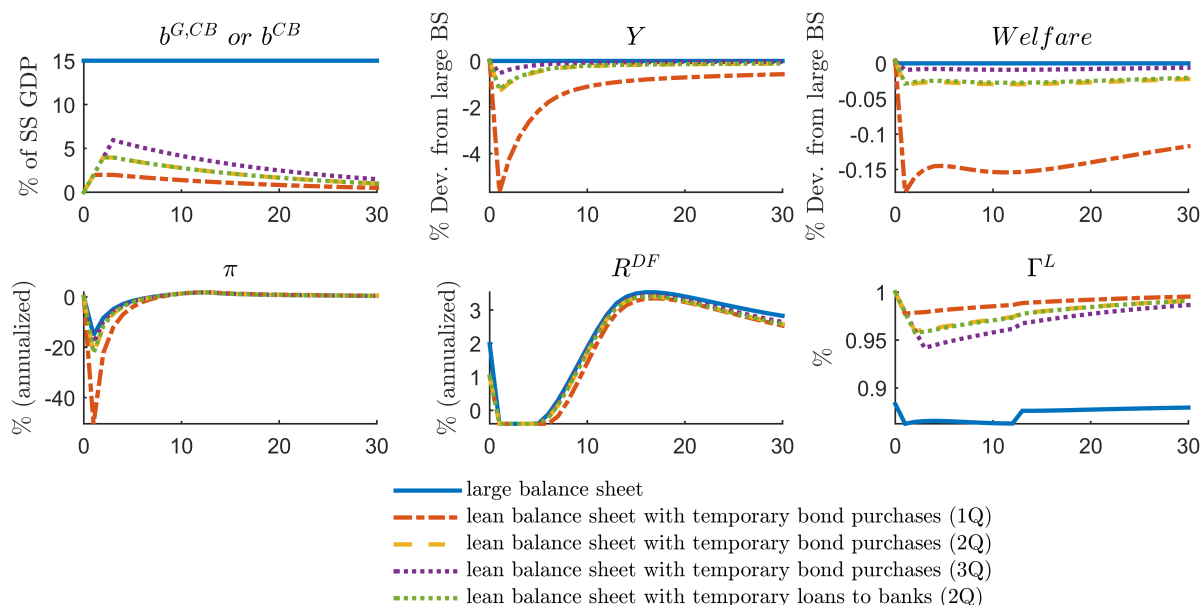 b^{G,CB} or b^{CB}
% of SS GDP
15
10
5
0
0 10 20 30
Y
% Dev. from large BS
0
-2
-4
0 10 20 30
Welfare
% Dev. from large BS
0
-0.05
-0.1
-0.15
0 10 20 30
π
% (annualized)
0
-20
-40
0 10 20 30
R^{DF}
% (annualized)
3
2
1
0
0 10 20 30
Γ^L
%
1
0.95
0.9
0 10 20 30
large balance sheet
lean balance sheet with temporary bond purchases (1Q)
lean balance sheet with temporary bond purchases (2Q)
lean balance sheet with temporary bond purchases (3Q)
lean balance sheet with temporary loans to banks (2Q)